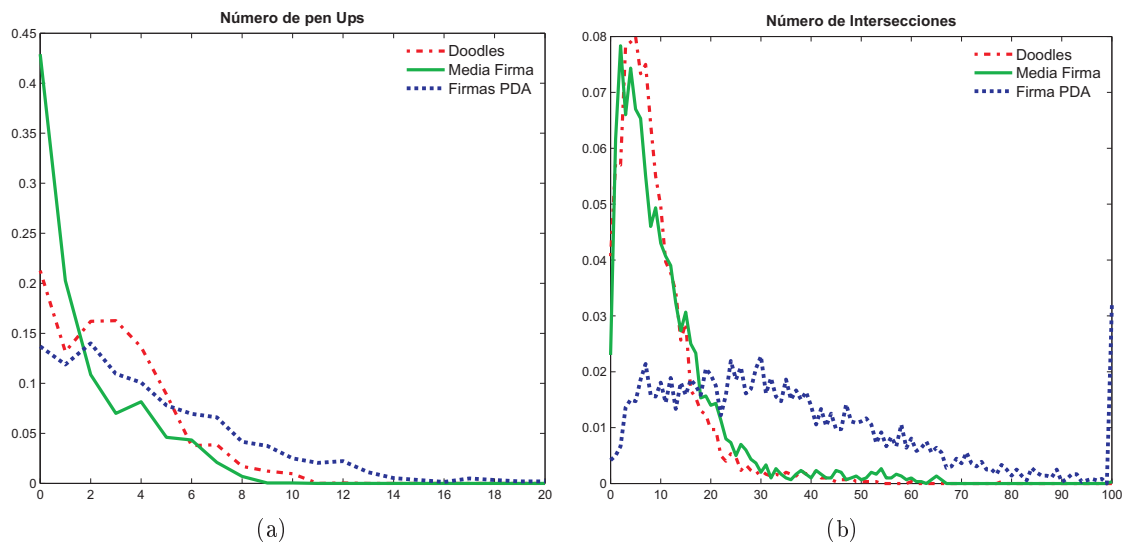 Número de pen Ups
0.45
0.4
0.35
0.3
0.25
0.2
0.15
0.1
0.05
0
0 2 4 6 8 10 12 14 16 18 20
Doodles
Media Firma
Firmas PDA
(a)
Número de Intersecciones
0.08
0.07
0.06
0.05
0.04
0.03
0.02
0.01
0
0 10 20 30 40 50 60 70 80 90 100
Doodles
Media Firma
Firma PDA
(b)